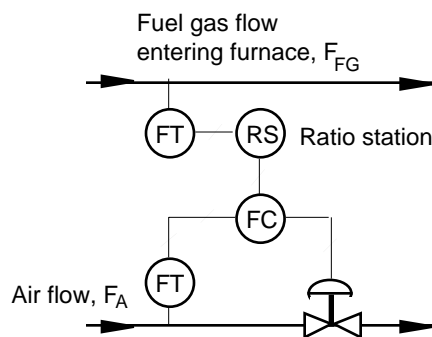 Fuel gas flow
entering furnace, F_FG
FT
RS
Ratio station
FC
FT
Air flow, F_A